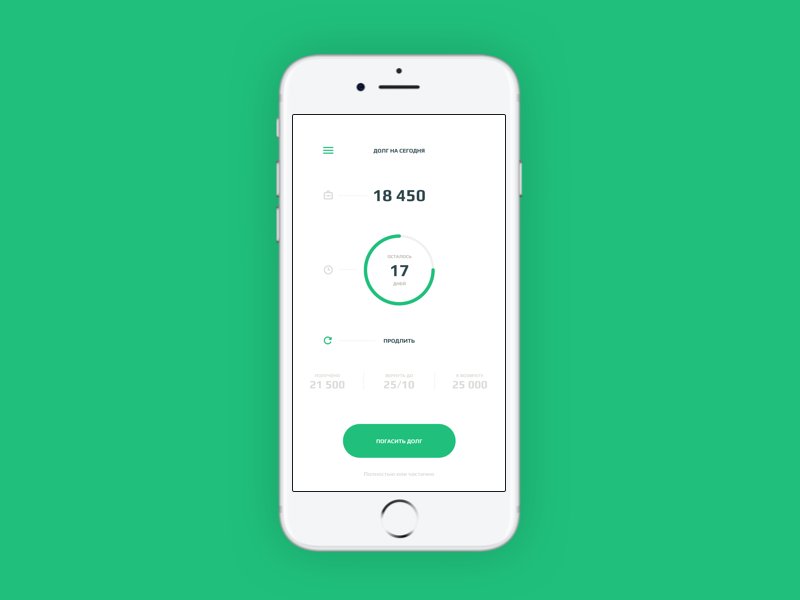 ДОЛГ НА СЕГОДНЯ
18 450
ОСТАЛОСЬ
17
ДНЕЙ
ПРОДЛИТЬ
ПОЛУЧЕНО
21 500
ВЕРНУТЬ ДО
25/10
К ВОЗВРАТУ
25 000
ПОГАСИТЬ ДОЛГ
Полностью или частично